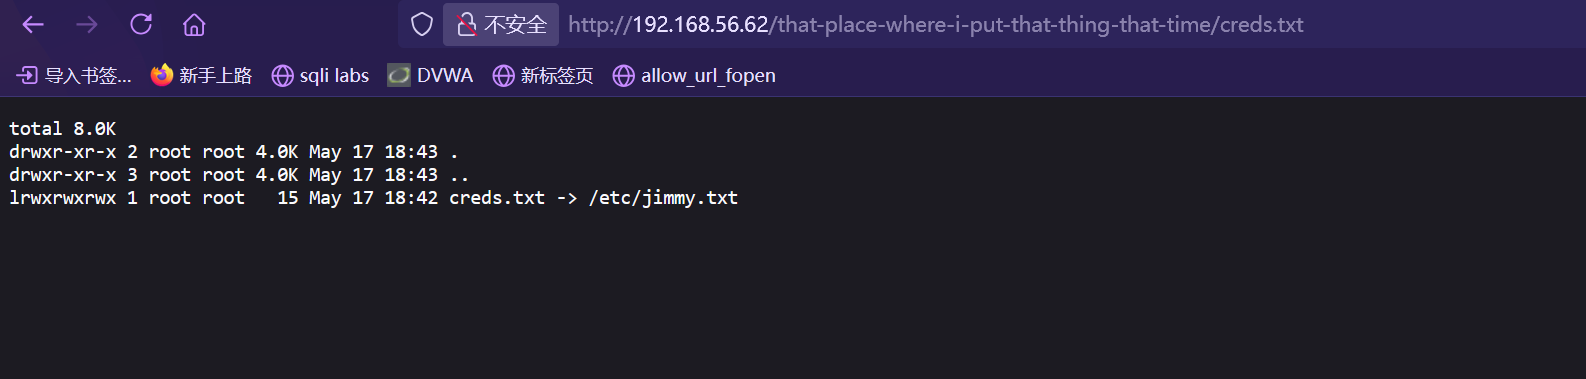 不安全 http://192.168.56.62/that-place-where-i-put-that-thing-that-time/creds.txt
导入书签... 新手上路 sqli labs DVWA 新标签页 allow_url_fopen
total 8.0K
drwxr-xr-x 2 root root 4.0K May 17 18:43 .
drwxr-xr-x 3 root root 4.0K May 17 18:43 ..
lrwxrwxrwx 1 root root   15 May 17 18:42 creds.txt -> /etc/jimmy.txt